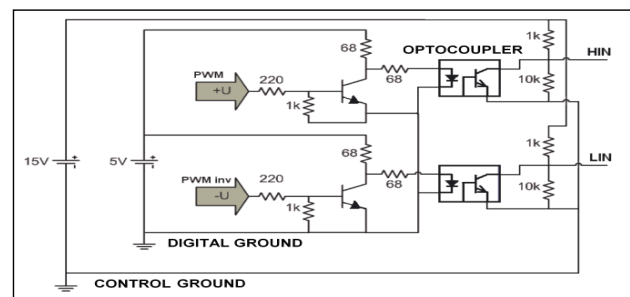 68
OPTOCOUPLER
1k
HIN
PWM
+U
220
1k
68
10k
15V
5V
68
1k
LIN
PWM inv
-U
220
1k
68
10k
DIGITAL GROUND
CONTROL GROUND